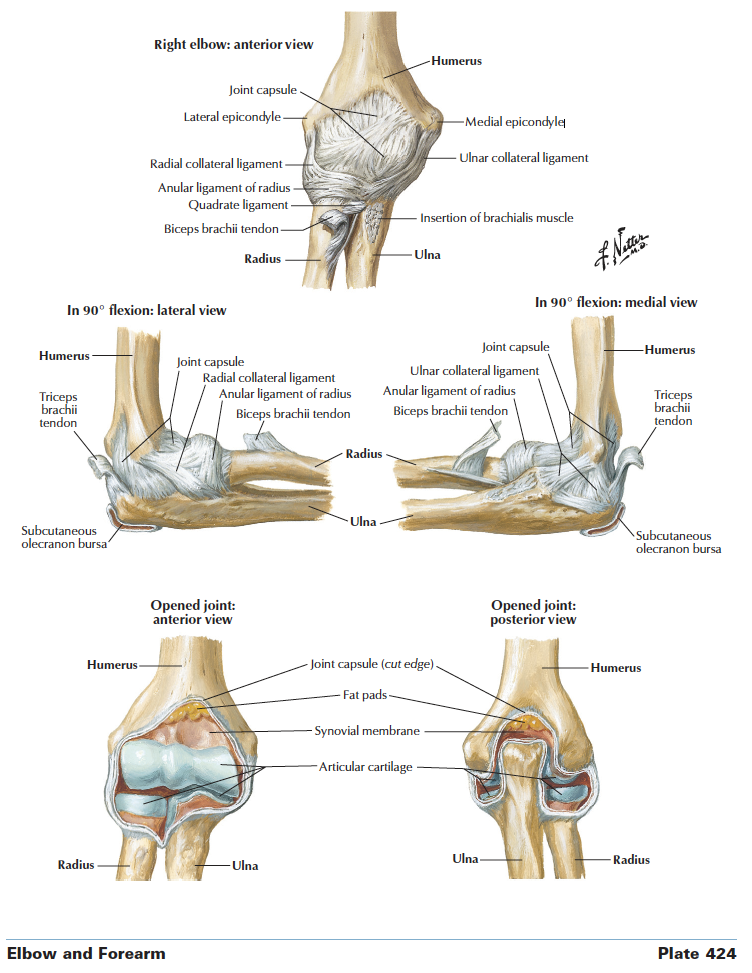 Right elbow: anterior view
Humerus
Joint capsule
Lateral epicondyle
Medial epicondyle
Radial collateral ligament
Ulnar collateral ligament
Anular ligament of radius
Quadrate ligament
Insertion of brachialis muscle
Biceps brachii tendon
Radius
Ulna
F. Netter
M.D.
In 90° flexion: lateral view
In 90° flexion: medial view
Humerus
Joint capsule
Radial collateral ligament
Anular ligament of radius
Biceps brachii tendon
Triceps
brachii
tendon
Joint capsule
Humerus
Ulnar collateral ligament
Anular ligament of radius
Biceps brachii tendon
Triceps
brachii
tendon
Radius
Ulna
Subcutaneous
olecranon bursa
Subcutaneous
olecranon bursa
Opened joint:
anterior view
Opened joint:
posterior view
Humerus
Joint capsule (cut edge)
Humerus
Fat pads
Synovial membrane
Articular cartilage
Radius
Ulna
Ulna
Radius
Elbow and Forearm
Plate 424